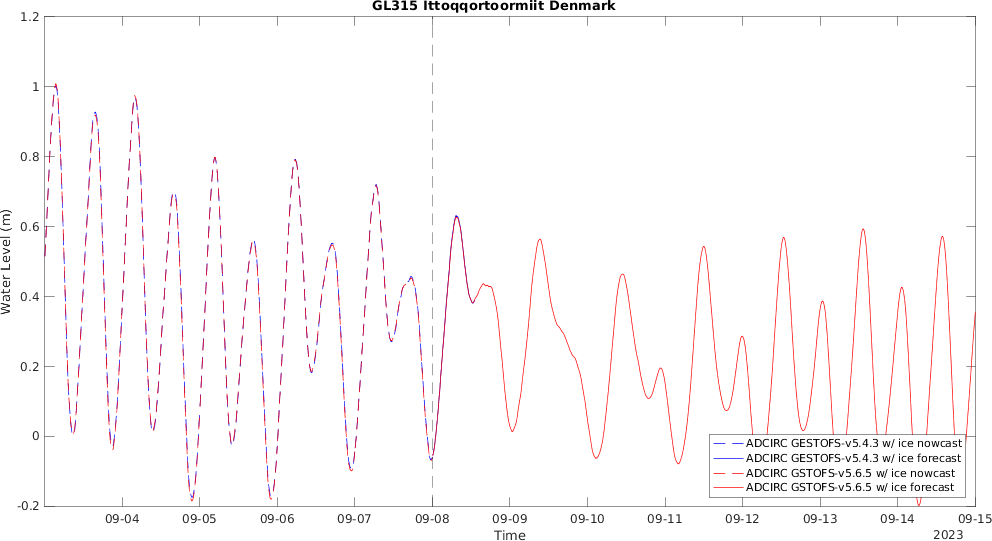 GL315 Ittoqqortoormiit Denmark
1.2
1
0.8
0.6
0.4
0.2
0
-0.2
Water Level (m)
ADCIRC GESTOFS-v5.4.3 w/ ice nowcast
ADCIRC GESTOFS-v5.4.3 w/ ice forecast
ADCIRC GSTOFS-v5.6.5 w/ ice nowcast
ADCIRC GSTOFS-v5.6.5 w/ ice forecast
09-04 09-05 09-06 09-07 09-08 09-09 09-10 09-11 09-12 09-13 09-14 09-15
Time
2023